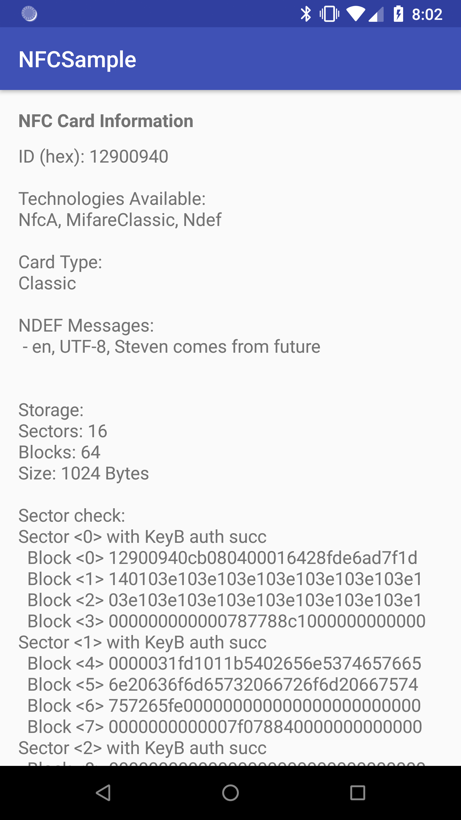 8:02
NFCSample
NFC Card Information
ID (hex): 12900940
Technologies Available:
NfcA, MifareClassic, Ndef
Card Type:
Classic
NDEF Messages:
- en, UTF-8, Steven comes from future
Storage:
Sectors: 16
Blocks: 64
Size: 1024 Bytes
Sector check:
Sector <0> with KeyB auth succ
Block <0> 12900940cb080400016428fde6ad7f1d
Block <1> 140103e103e103e103e103e103e103e1
Block <2> 03e103e103e103e103e103e103e103e1
Block <3> 000000000000787788c1000000000000
Sector <1> with KeyB auth succ
Block <4> 0000031fd1011b5402656e5374657665
Block <5> 6e20636f6d65732066726f6d20667574
Block <6> 757265fe000000000000000000000000
Block <7> 0000000000007f078840000000000000
Sector <2> with KeyB auth succ